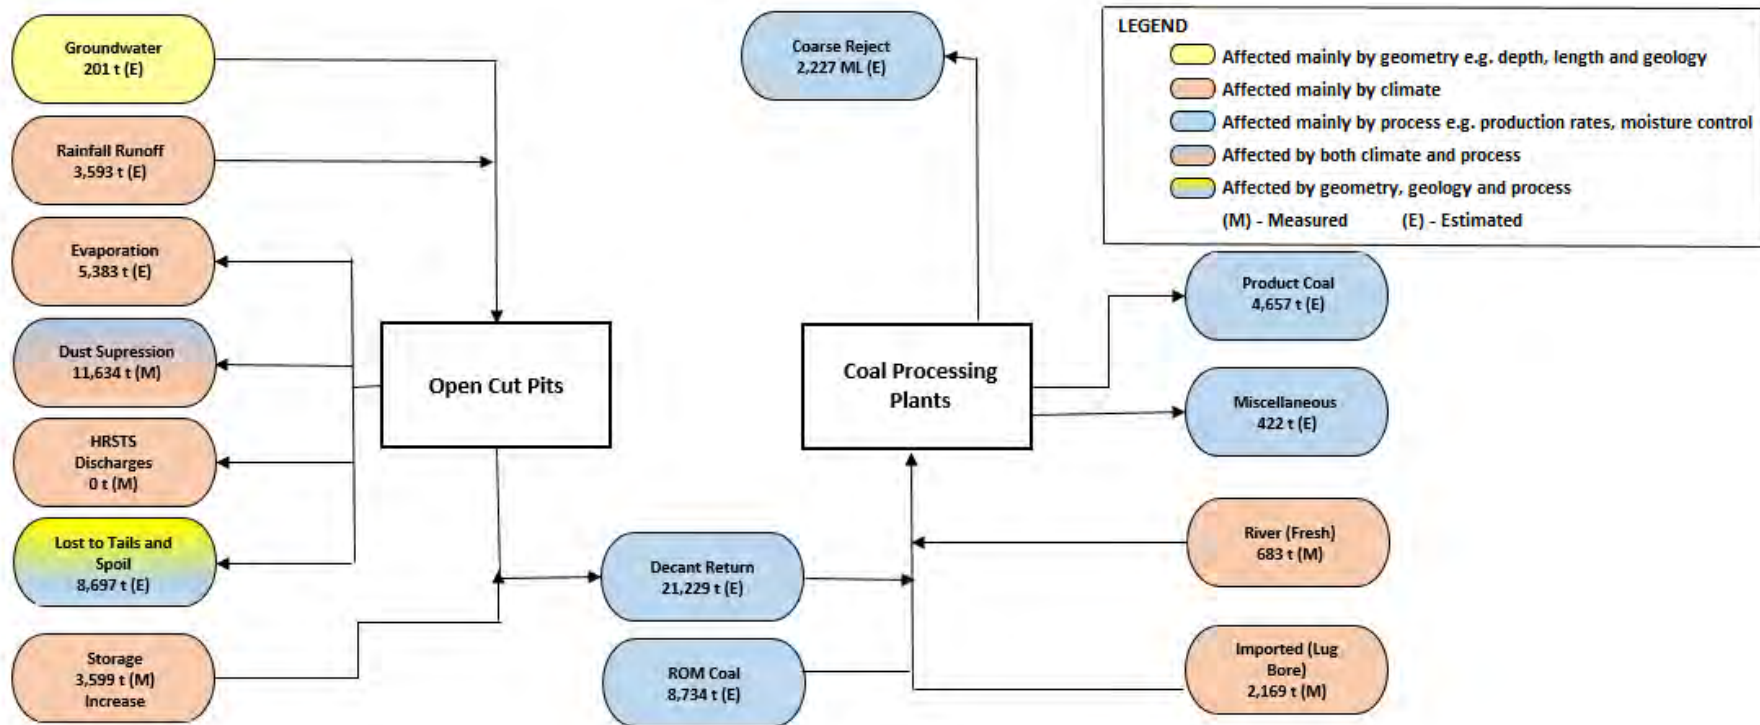 Groundwater
201 t (E)
Rainfall Runoff
3,593 t (E)
Evaporation
5,383 t (E)
Dust Supression
11,634 t (M)
HRSTS
Discharges
0 t (M)
Lost to Tails and
Spoil
8,697 t (E)
Storage
3,599 t (M)
Increase
Open Cut Pits
Decant Return
21,229 t (E)
ROM Coal
8,734 t (E)
Coarse Reject
2,227 ML (E)
Coal Processing
Plants
LEGEND
Affected mainly by geometry e.g. depth, length and geology
Affected mainly by climate
Affected mainly by process e.g. production rates, moisture control
Affected by both climate and process
Affected by geometry, geology and process
(M) - Measured (E) - Estimated
Product Coal
4,657 t (E)
Miscellaneous
422 t (E)
River (Fresh)
683 t (M)
Imported (Lug
Bore)
2,169 t (M)